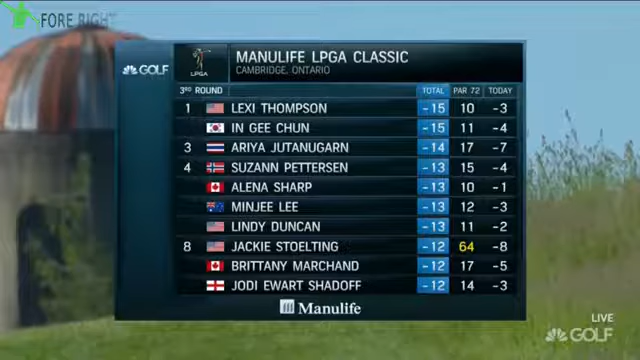 FORE RIGHT
GOLF
LPGA
MANULIFE LPGA CLASSIC
CAMBRIDGE, ONTARIO
3RD ROUND TOTAL PAR 72 TODAY
1 LEXI THOMPSON -15 10 -3
IN GEE CHUN -15 11 -4
3 ARIYA JUTANUGARN -14 17 -7
4 SUZANN PETTERSEN -13 15 -4
ALENA SHARP -13 10 -1
MINJEE LEE -13 12 -3
LINDY DUNCAN -13 11 -2
8 JACKIE STOELTING -12 64 -8
BRITTANY MARCHAND -12 17 -5
JODI EWART SHADOFF -12 14 -3
Manulife
LIVE
GOLF